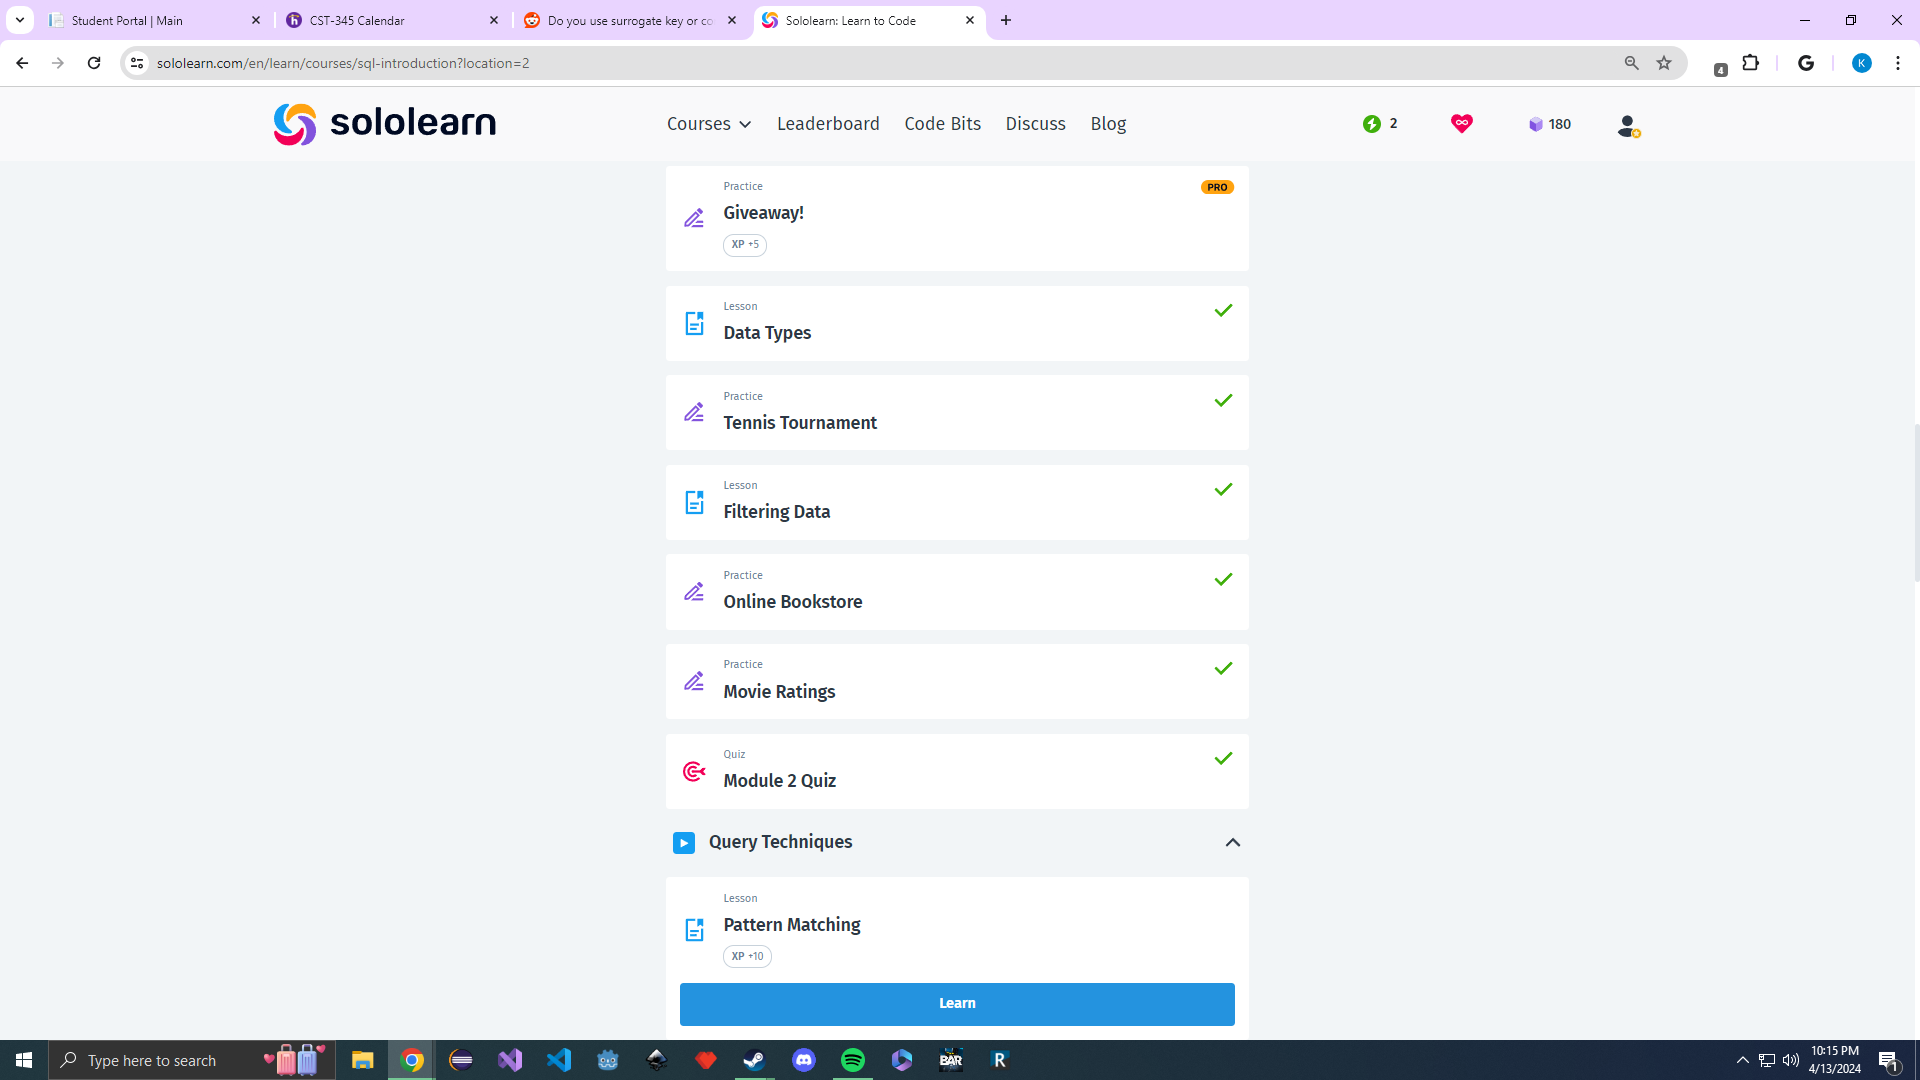 Student Portal | Main
CST-345 Calendar
Do you use surrogate key or co
Sololearn: Learn to Code
sololearn.com/en/learn/courses/sql-introduction?location=2
4
G
K
sololearn
Courses
Leaderboard
Code Bits
Discuss
Blog
2
180
Practice
PRO
Giveaway!
XP +5
Lesson
Data Types
Practice
Tennis Tournament
Lesson
Filtering Data
Practice
Online Bookstore
Practice
Movie Ratings
Quiz
Module 2 Quiz
Query Techniques
Lesson
Pattern Matching
XP +10
Learn
Type here to search
BAR
R
10:15 PM
4/13/2024
1